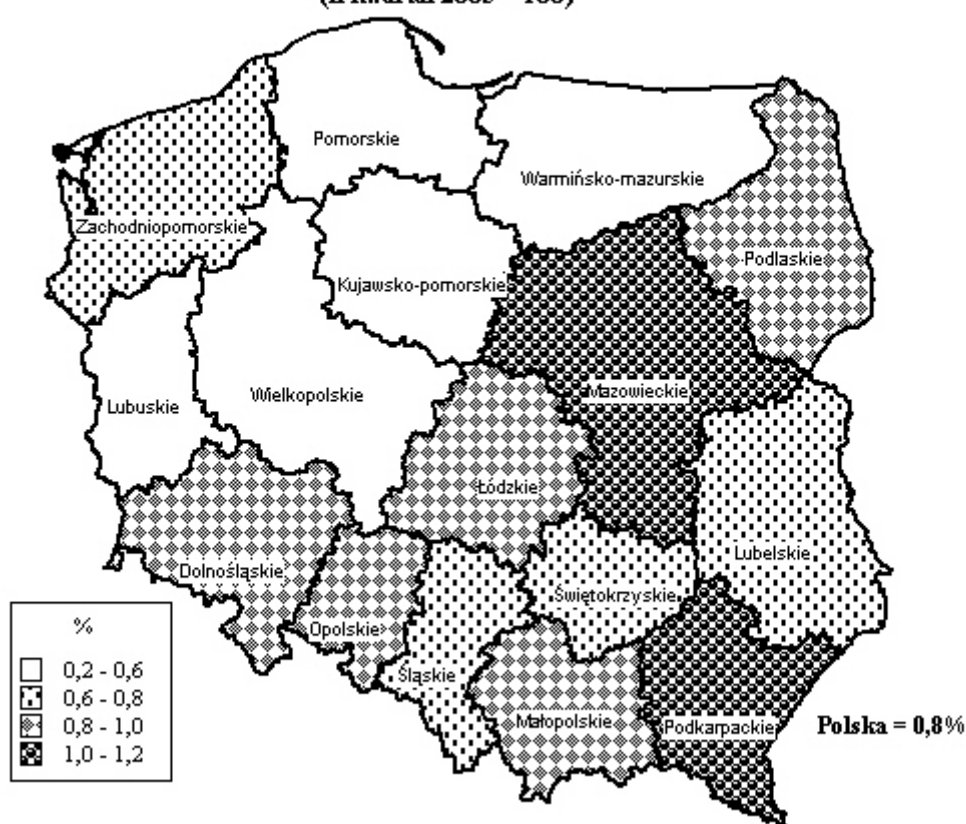 Pomorskie
Warmińsko-mazurskie
Zachodniopomorskie
Podlaskie
Kujawsko-pomorskie
Mazowieckie
Wielkopolskie
Lubuskie
Łódzkie
Lubelskie
Dolnośląskie
Świętokrzyskie
Opolskie
Śląskie
Małopolskie
Podkarpackie
Polska = 0,8%
%
0,2 - 0,6
0,6 - 0,8
0,8 - 1,0
1,0 - 1,2